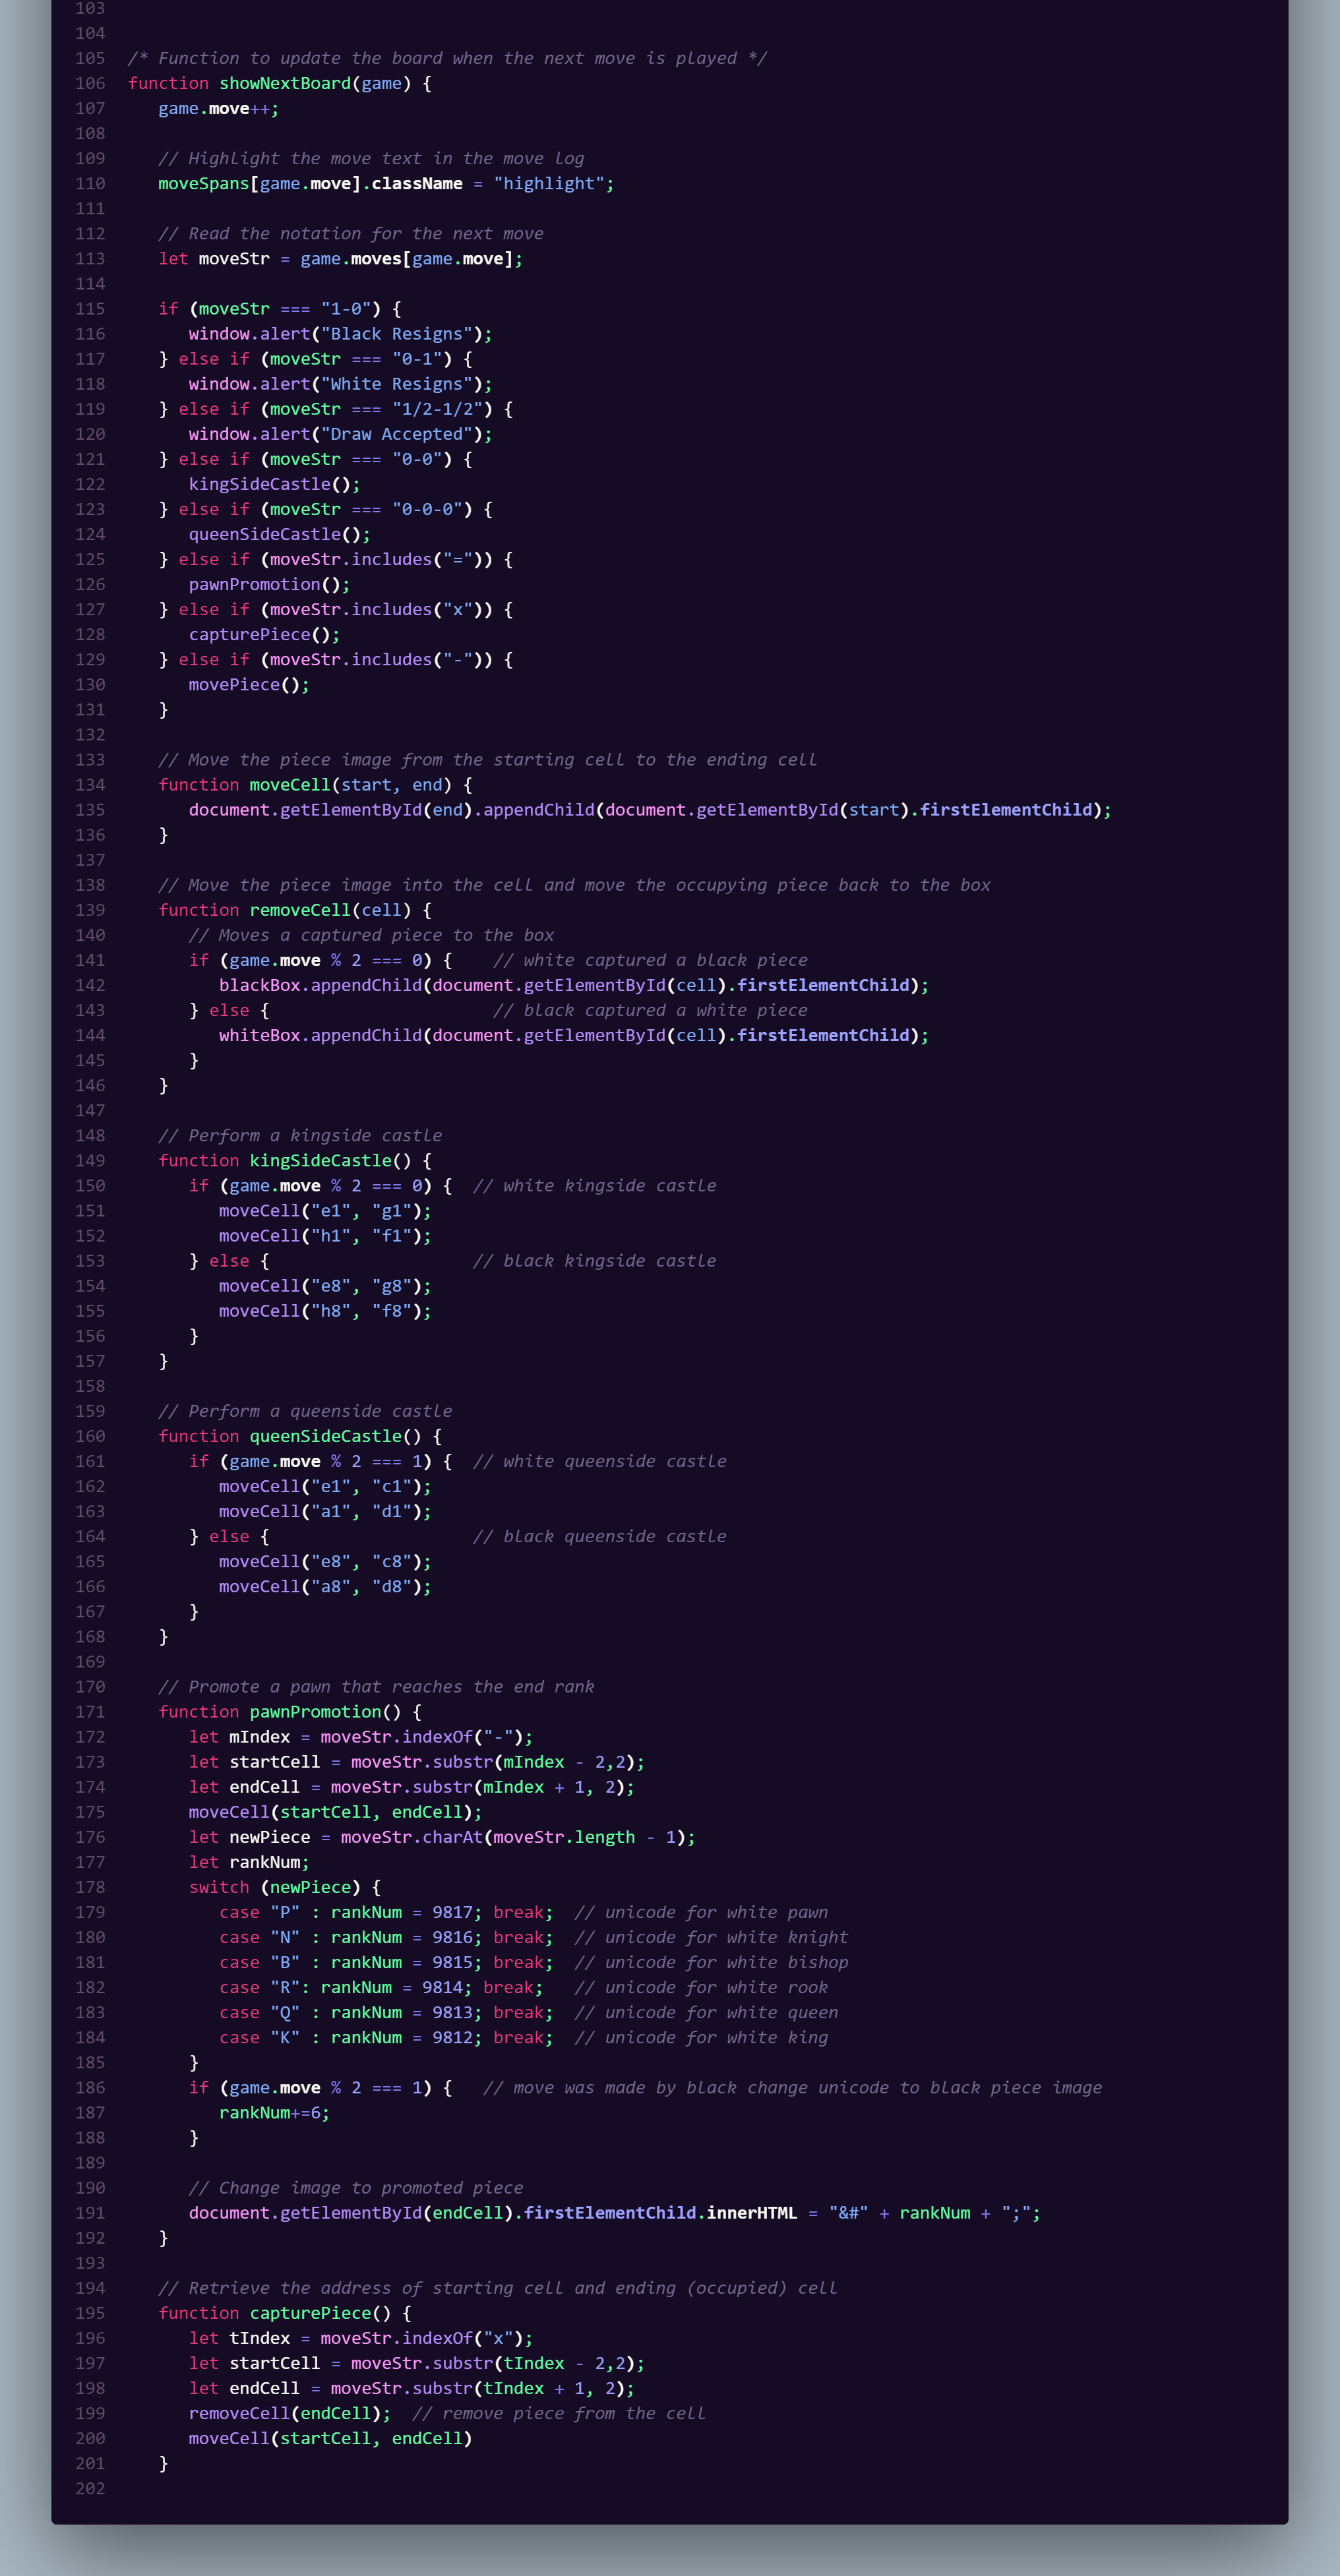 103
104
105 /* Function to update the board when the next move is played */
106 function showNextBoard(game) {
107    game.move++;
108
109    // Highlight the move text in the move log
110    moveSpans[game.move].className = "highlight";
111
112    // Read the notation for the next move
113    let moveStr = game.moves[game.move];
114
115    if (moveStr === "1-0") {
116       window.alert("Black Resigns");
117    } else if (moveStr === "0-1") {
118       window.alert("White Resigns");
119    } else if (moveStr === "1/2-1/2") {
120       window.alert("Draw Accepted");
121    } else if (moveStr === "0-0") {
122       kingSideCastle();
123    } else if (moveStr === "0-0-0") {
124       queenSideCastle();
125    } else if (moveStr.includes("=")) {
126       pawnPromotion();
127    } else if (moveStr.includes("x")) {
128       capturePiece();
129    } else if (moveStr.includes("-")) {
130       movePiece();
131    }
132
133    // Move the piece image from the starting cell to the ending cell
134    function moveCell(start, end) {
135       document.getElementById(end).appendChild(document.getElementById(start).firstElementChild);
136    }
137
138    // Move the piece image into the cell and move the occupying piece back to the box
139    function removeCell(cell) {
140       // Moves a captured piece to the box
141       if (game.move % 2 === 0) {    // white captured a black piece
142          blackBox.appendChild(document.getElementById(cell).firstElementChild);
143       } else {                      // black captured a white piece
144          whiteBox.appendChild(document.getElementById(cell).firstElementChild);
145       }
146    }
147
148    // Perform a kingside castle
149    function kingSideCastle() {
150       if (game.move % 2 === 0) {  // white kingside castle
151          moveCell("e1", "g1");
152          moveCell("h1", "f1");
153       } else {                    // black kingside castle
154          moveCell("e8", "g8");
155          moveCell("h8", "f8");
156       }
157    }
158
159    // Perform a queenside castle
160    function queenSideCastle() {
161       if (game.move % 2 === 1) {  // white queenside castle
162          moveCell("e1", "c1");
163          moveCell("a1", "d1");
164       } else {                    // black queenside castle
165          moveCell("e8", "c8");
166          moveCell("a8", "d8");
167       }
168    }
169
170    // Promote a pawn that reaches the end rank
171    function pawnPromotion() {
172       let mIndex = moveStr.indexOf("-");
173       let startCell = moveStr.substr(mIndex - 2,2);
174       let endCell = moveStr.substr(mIndex + 1, 2);
175       moveCell(startCell, endCell);
176       let newPiece = moveStr.charAt(moveStr.length - 1);
177       let rankNum;
178       switch (newPiece) {
179          case "P" : rankNum = 9817; break;  // unicode for white pawn
180          case "N" : rankNum = 9816; break;  // unicode for white knight
181          case "B" : rankNum = 9815; break;  // unicode for white bishop
182          case "R": rankNum = 9814; break;   // unicode for white rook
183          case "Q" : rankNum = 9813; break;  // unicode for white queen
184          case "K" : rankNum = 9812; break;  // unicode for white king
185       }
186       if (game.move % 2 === 1) {   // move was made by black change unicode to black piece image
187          rankNum+=6;
188       }
189
190       // Change image to promoted piece
191       document.getElementById(endCell).firstElementChild.innerHTML = "&#" + rankNum + ";";
192    }
193
194    // Retrieve the address of starting cell and ending (occupied) cell
195    function capturePiece() {
196       let tIndex = moveStr.indexOf("x");
197       let startCell = moveStr.substr(tIndex - 2,2);
198       let endCell = moveStr.substr(tIndex + 1, 2);
199       removeCell(endCell);  // remove piece from the cell
200       moveCell(startCell, endCell)
201    }
202